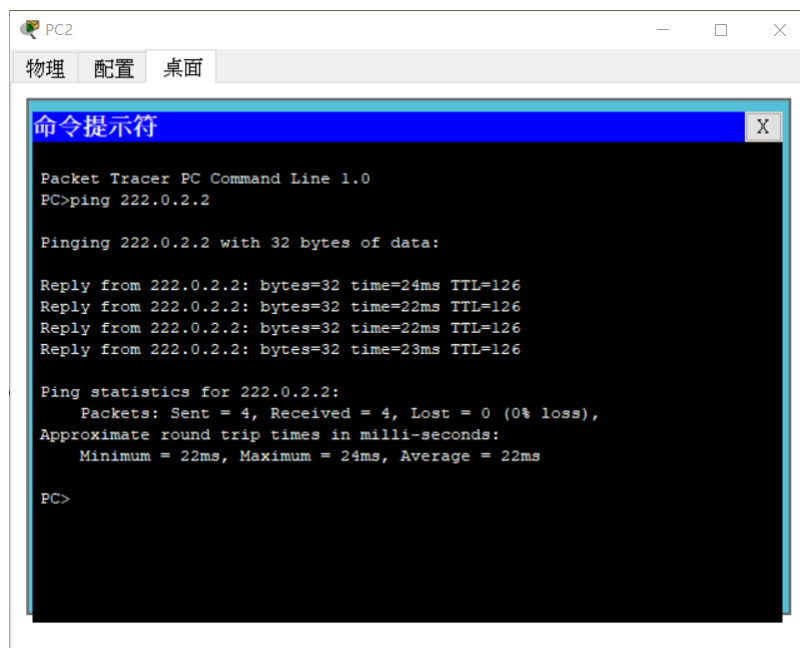 PC2
物理 配置 桌面
命令提示符
X
Packet Tracer PC Command Line 1.0
PC>ping 222.0.2.2
Pinging 222.0.2.2 with 32 bytes of data:
Reply from 222.0.2.2: bytes=32 time=24ms TTL=126
Reply from 222.0.2.2: bytes=32 time=22ms TTL=126
Reply from 222.0.2.2: bytes=32 time=22ms TTL=126
Reply from 222.0.2.2: bytes=32 time=23ms TTL=126
Ping statistics for 222.0.2.2:
Packets: Sent = 4, Received = 4, Lost = 0 (0% loss),
Approximate round trip times in milli-seconds:
Minimum = 22ms, Maximum = 24ms, Average = 22ms
PC>